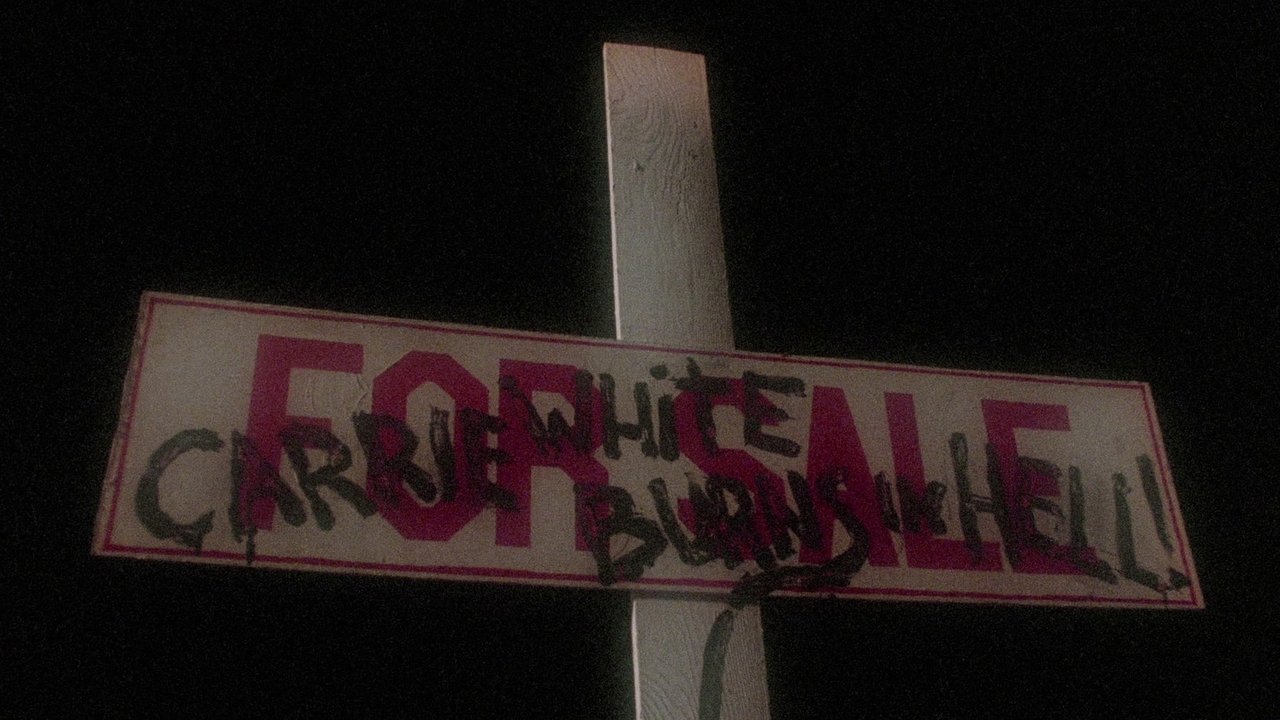 FOR SALE
CARRIE WHiTE BURNS IN HELL!